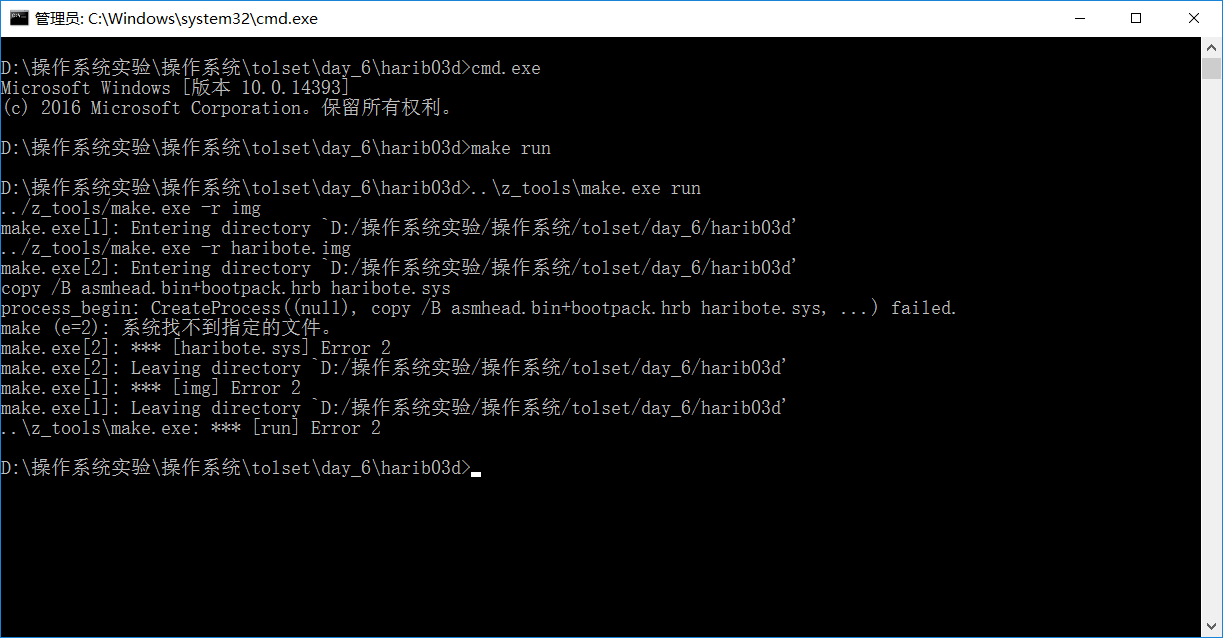 管理员: C:\Windows\system32\cmd.exe
D:\操作系统实验\操作系统\tolset\day_6\harib03d>cmd.exe
Microsoft Windows [版本 10.0.14393]
(c) 2016 Microsoft Corporation。保留所有权利。
D:\操作系统实验\操作系统\tolset\day_6\harib03d>make run
D:\操作系统实验\操作系统\tolset\day_6\harib03d>..\z_tools\make.exe run
../z_tools/make.exe -r img
make.exe[1]: Entering directory `D:/操作系统实验/操作系统/tolset/day_6/harib03d'
../z_tools/make.exe -r haribote.img
make.exe[2]: Entering directory `D:/操作系统实验/操作系统/tolset/day_6/harib03d'
copy /B asmhead.bin+bootpack.hrb haribote.sys
process_begin: CreateProcess((null), copy /B asmhead.bin+bootpack.hrb haribote.sys, ...) failed.
make (e=2): 系统找不到指定的文件。
make.exe[2]: *** [haribote.sys] Error 2
make.exe[2]: Leaving directory `D:/操作系统实验/操作系统/tolset/day_6/harib03d'
make.exe[1]: *** [img] Error 2
make.exe[1]: Leaving directory `D:/操作系统实验/操作系统/tolset/day_6/harib03d'
..\z_tools\make.exe: *** [run] Error 2
D:\操作系统实验\操作系统\tolset\day_6\harib03d>